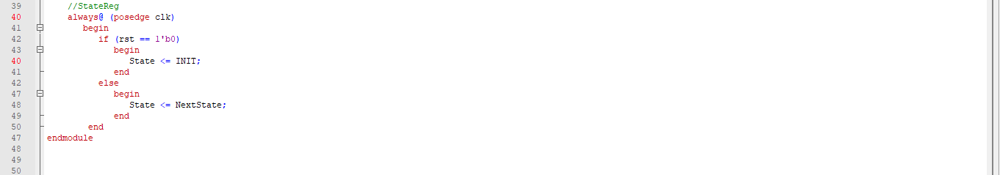 39 //StateReg
40 always@ (posedge clk)
41 begin
42 if (rst == 1'b0)
43 begin
40 State <= INIT;
41 end
42 else
47 begin
48 State <= NextState;
49 end
50 end
47 endmodule
48
49
50